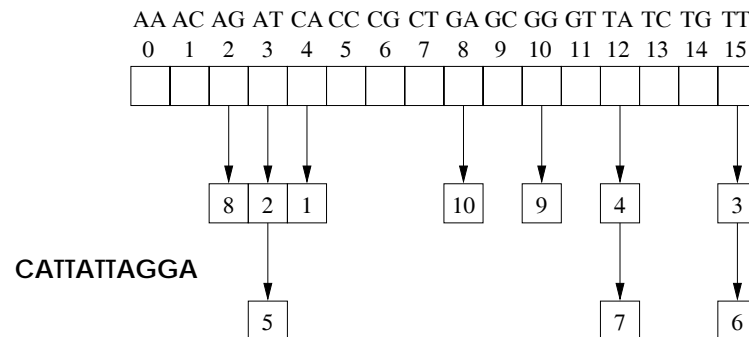 AA AC AG AT CA CC CG CT GA GC GG GT TA TC TG TT
0 1 2 3 4 5 6 7 8 9 10 11 12 13 14 15
8 2 1 10 9 4 3
CATTATTAGGA
5 7 6